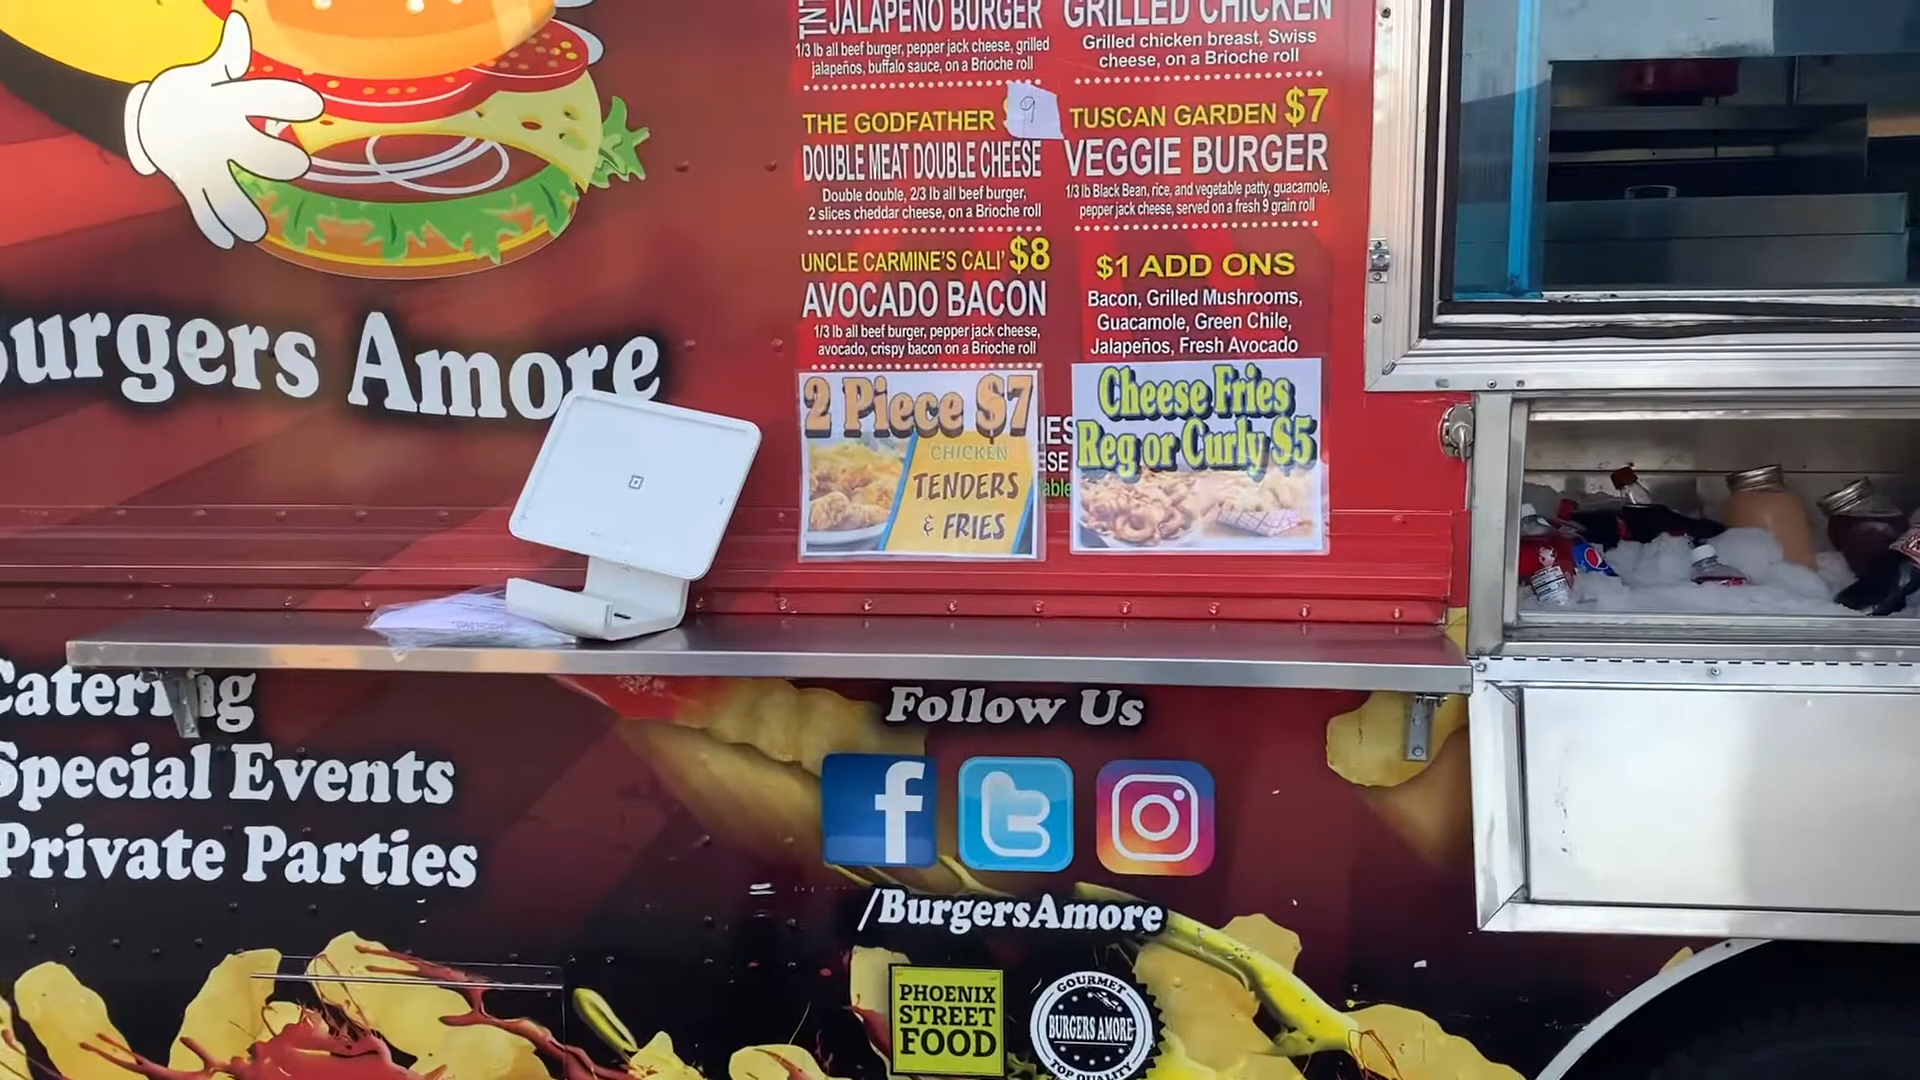 TNT JALAPEÑO BURGER
1/3 lb all beef burger, pepper jack cheese, grilled
jalapeños, buffalo sauce, on a Brioche roll
THE GODFATHER 9
DOUBLE MEAT DOUBLE CHEESE
Double double, 2/3 lb all beef burger,
2 slices cheddar cheese, on a Brioche roll
UNCLE CARMINE'S CALI' $8
AVOCADO BACON
1/3 lb all beef burger, pepper jack cheese,
avocado, crispy bacon on a Brioche roll
GRILLED CHICKEN
Grilled chicken breast, Swiss
cheese, on a Brioche roll
TUSCAN GARDEN $7
VEGGIE BURGER
1/3 lb Black Bean, rice, and vegetable patty, guacamole,
pepper jack cheese, served on a fresh 9 grain roll
$1 ADD ONS
Bacon, Grilled Mushrooms,
Guacamole, Green Chile,
Jalapeños, Fresh Avocado
2 Piece $7
CHICKEN
TENDERS
& FRIES
Cheese Fries
Reg or Curly $5
Burgers Amore
Catering
Special Events
Private Parties
Follow Us
/BurgersAmore
PHOENIX
STREET
FOOD
GOURMET
BURGERS AMORE
TOP QUALITY